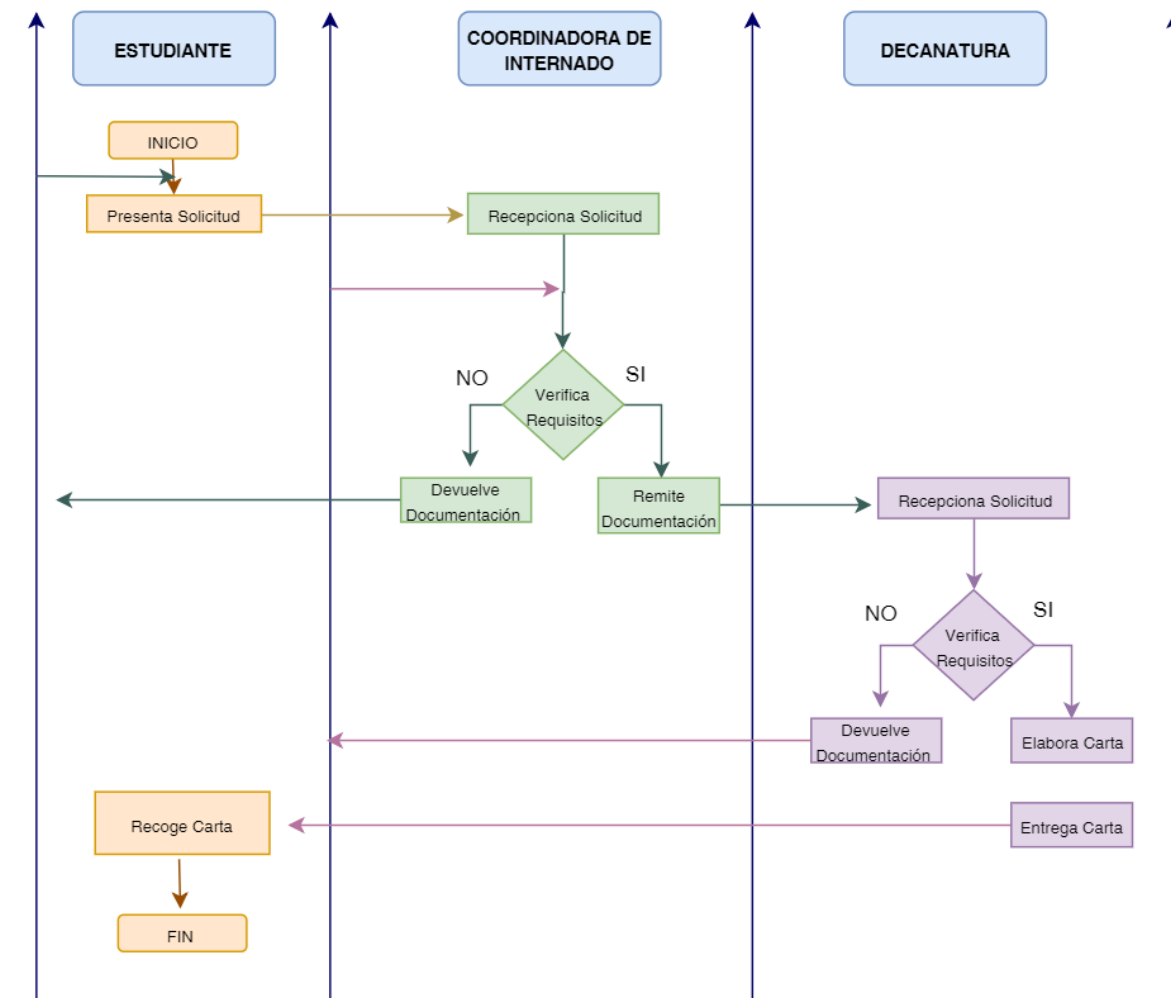 ESTUDIANTE
COORDINADORA DE
INTERNADO
DECANATURA
INICIO
Presenta Solicitud
Recepciona Solicitud
NO
SI
Verifica
Requisitos
Devuelve
Documentación
Remite
Documentación
Recepciona Solicitud
NO
SI
Verifica
Requisitos
Devuelve
Documentación
Elabora Carta
Recoge Carta
Entrega Carta
FIN